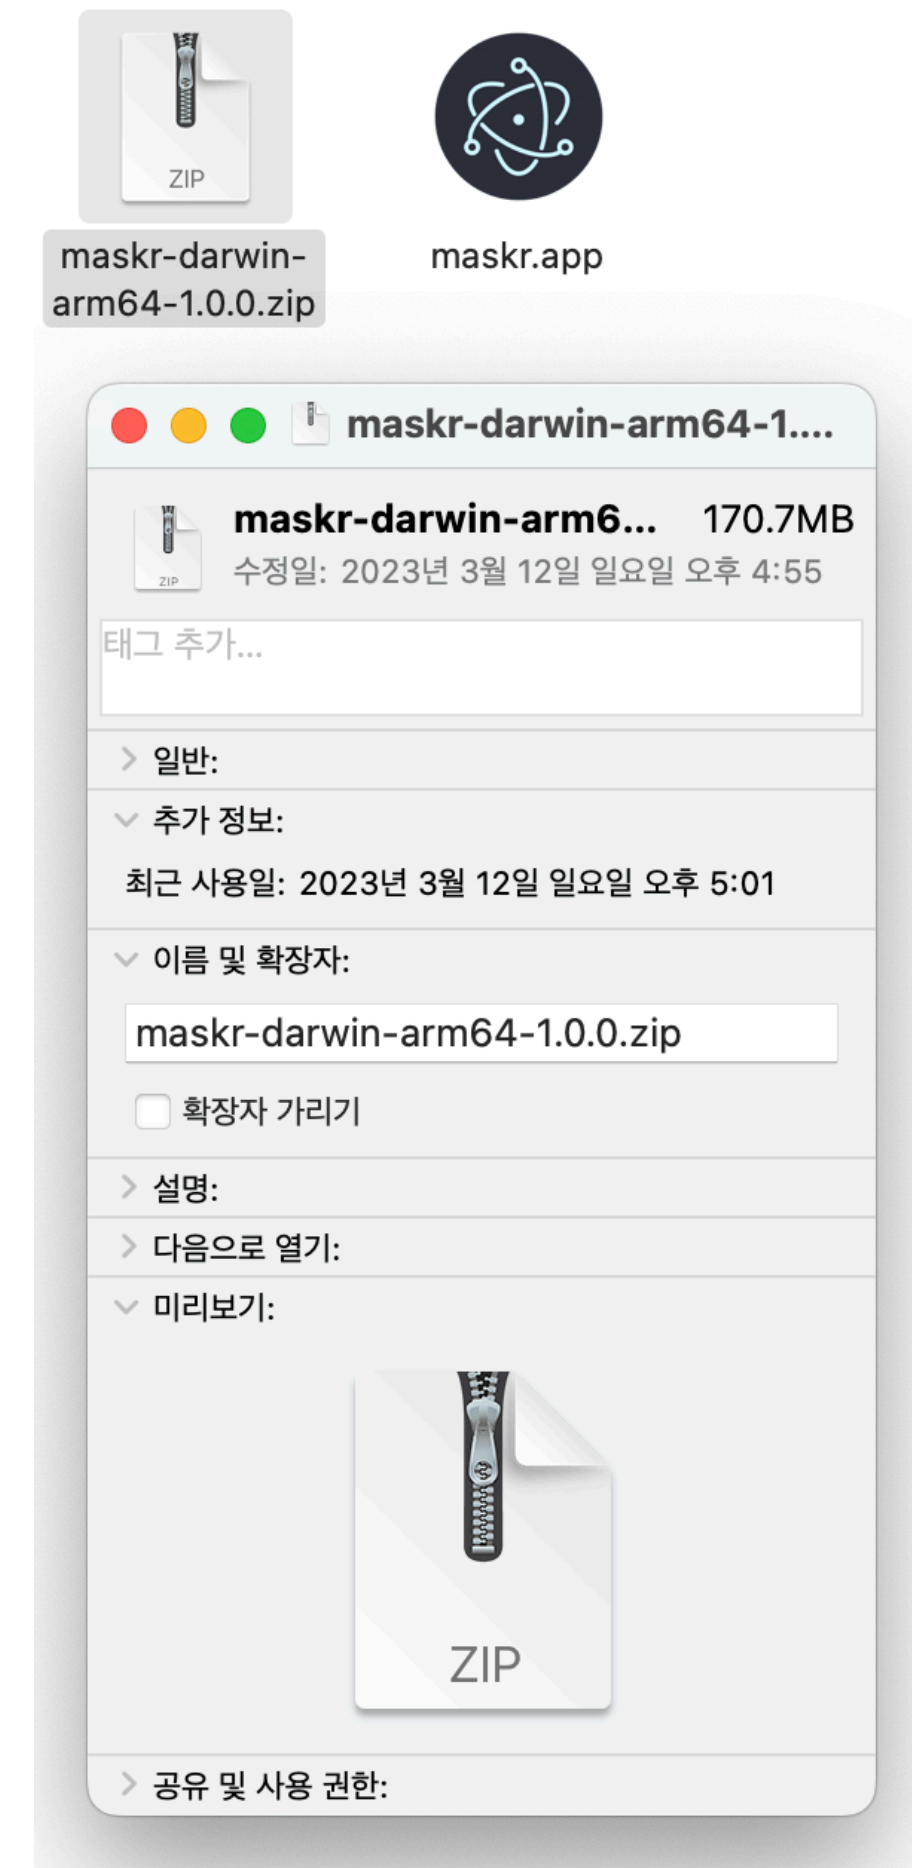 ZIP
maskr-darwin-
arm64-1.0.0.zip
maskr.app
maskr-darwin-arm64-1....
maskr-darwin-arm6... 170.7MB
ZIP
수정일: 2023년 3월 12일 일요일 오후 4:55
태그 추가...
일반:
추가 정보:
최근 사용일: 2023년 3월 12일 일요일 오후 5:01
이름 및 확장자:
maskr-darwin-arm64-1.0.0.zip
확장자 가리기
설명:
다음으로 열기:
미리보기:
ZIP
공유 및 사용 권한: